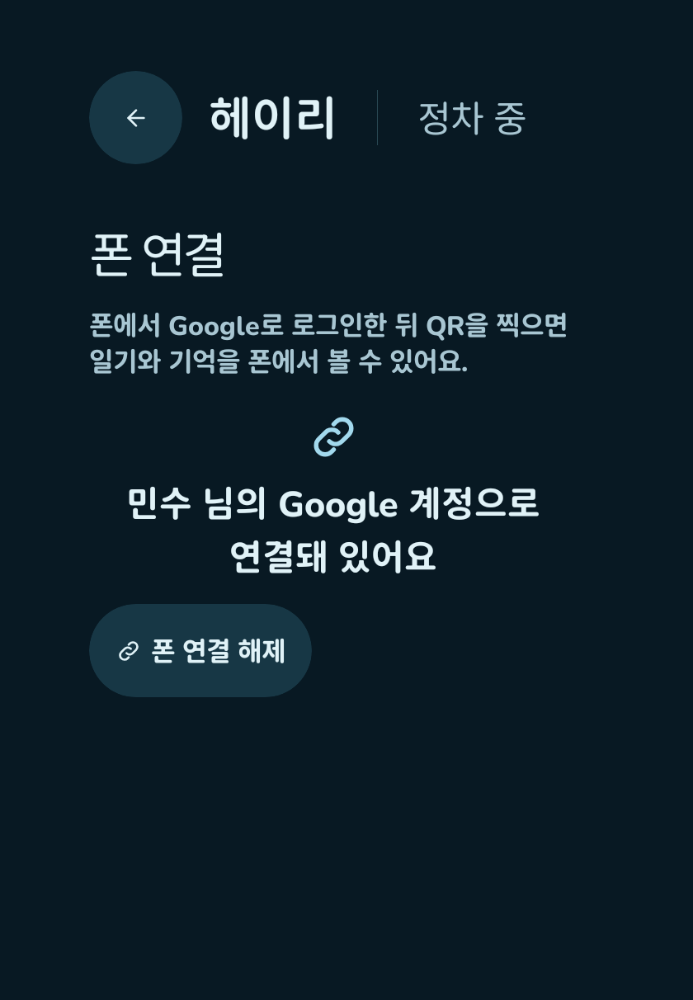 헤이리
정차 중
폰 연결
폰에서 Google로 로그인한 뒤 QR을 찍으면
일기와 기억을 폰에서 볼 수 있어요.
민수 님의 Google 계정으로
연결돼 있어요
폰 연결 해제